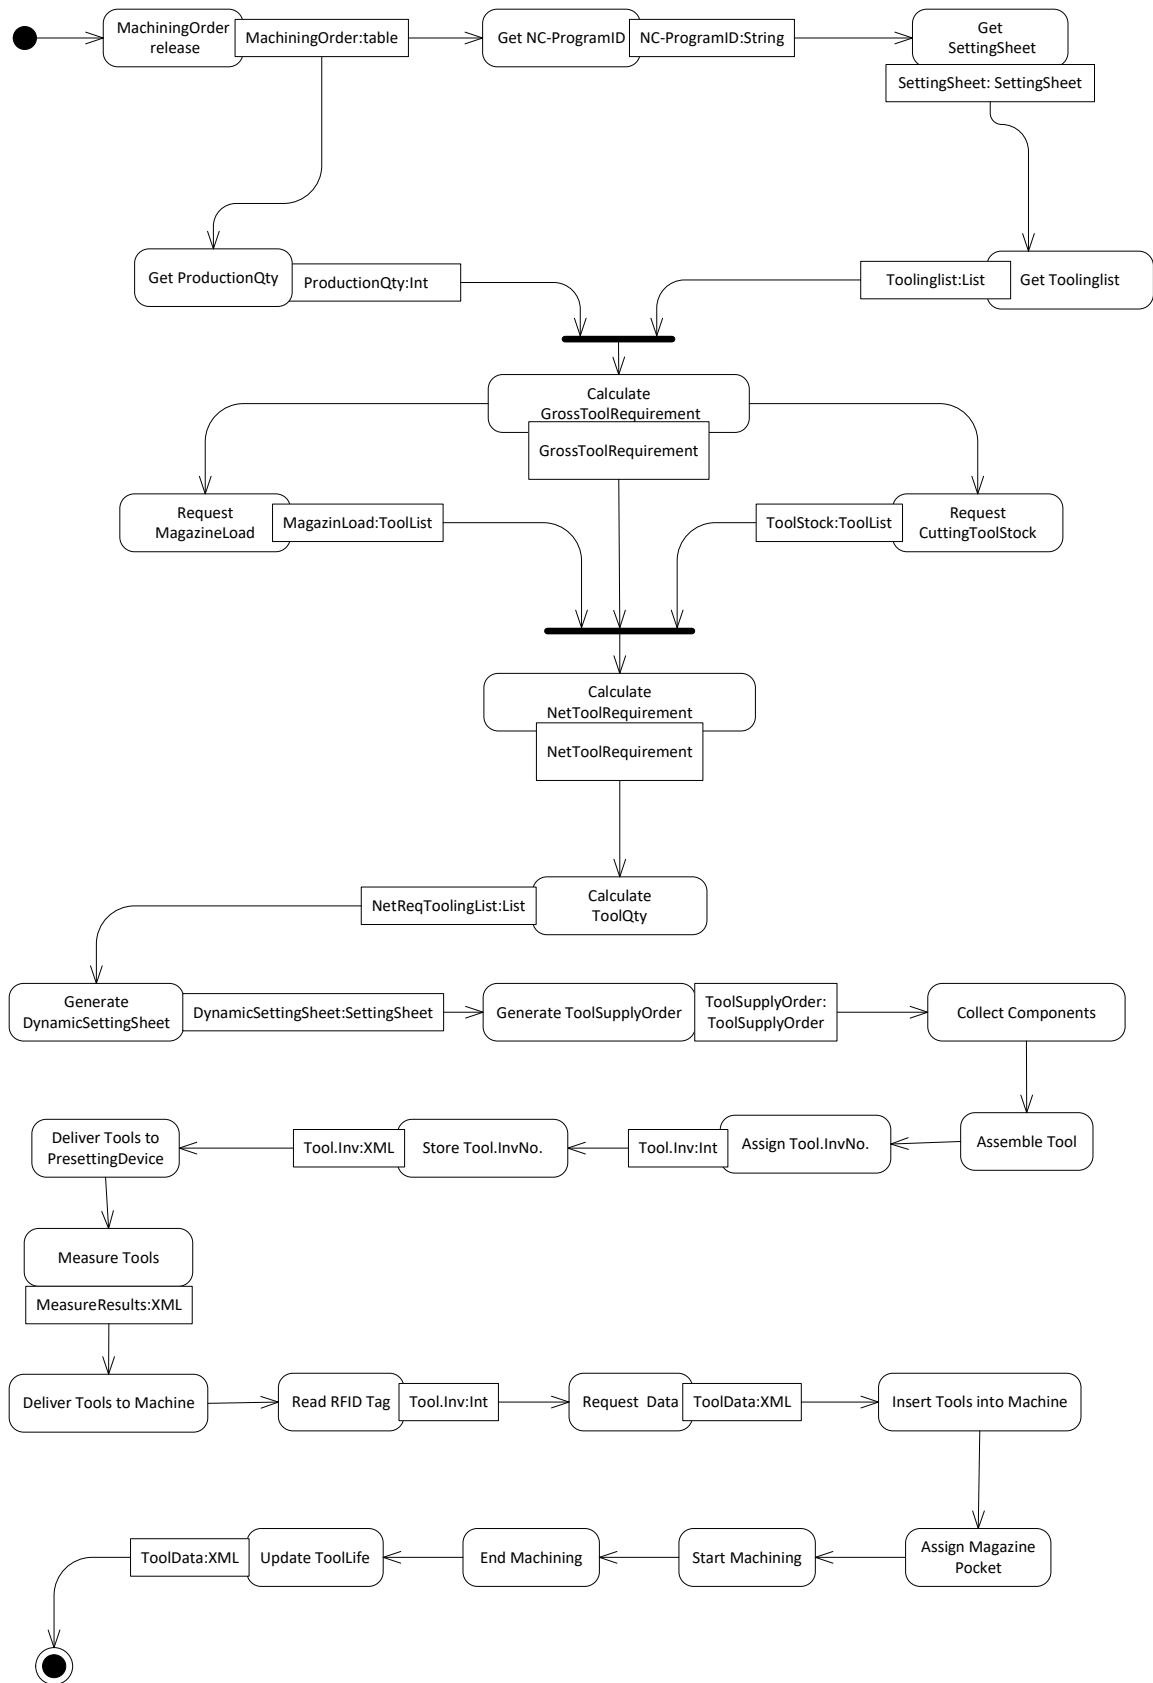 MachiningOrder
release
MachiningOrder:table
Get NC-ProgramID
NC-ProgramID:String
Get
SettingSheet
SettingSheet: SettingSheet
Get ProductionQty
ProductionQty:Int
Toolinglist:List
Get Toolinglist
Calculate
GrossToolRequirement
GrossToolRequirement
Request
MagazineLoad
MagazinLoad:ToolList
ToolStock:ToolList
Request
CuttingToolStock
Calculate
NetToolRequirement
NetToolRequirement
NetReqToolingList:List
Calculate
ToolQty
Generate
DynamicSettingSheet
DynamicSettingSheet:SettingSheet
Generate ToolSupplyOrder
ToolSupplyOrder:
ToolSupplyOrder
Collect Components
Deliver Tools to
PresettingDevice
Tool.Inv:XML
Store Tool.InvNo.
Tool.Inv:Int
Assign Tool.InvNo.
Assemble Tool
Measure Tools
MeasureResults:XML
Deliver Tools to Machine
Read RFID Tag
Tool.Inv:Int
Request  Data
ToolData:XML
Insert Tools into Machine
ToolData:XML
Update ToolLife
End Machining
Start Machining
Assign Magazine
Pocket